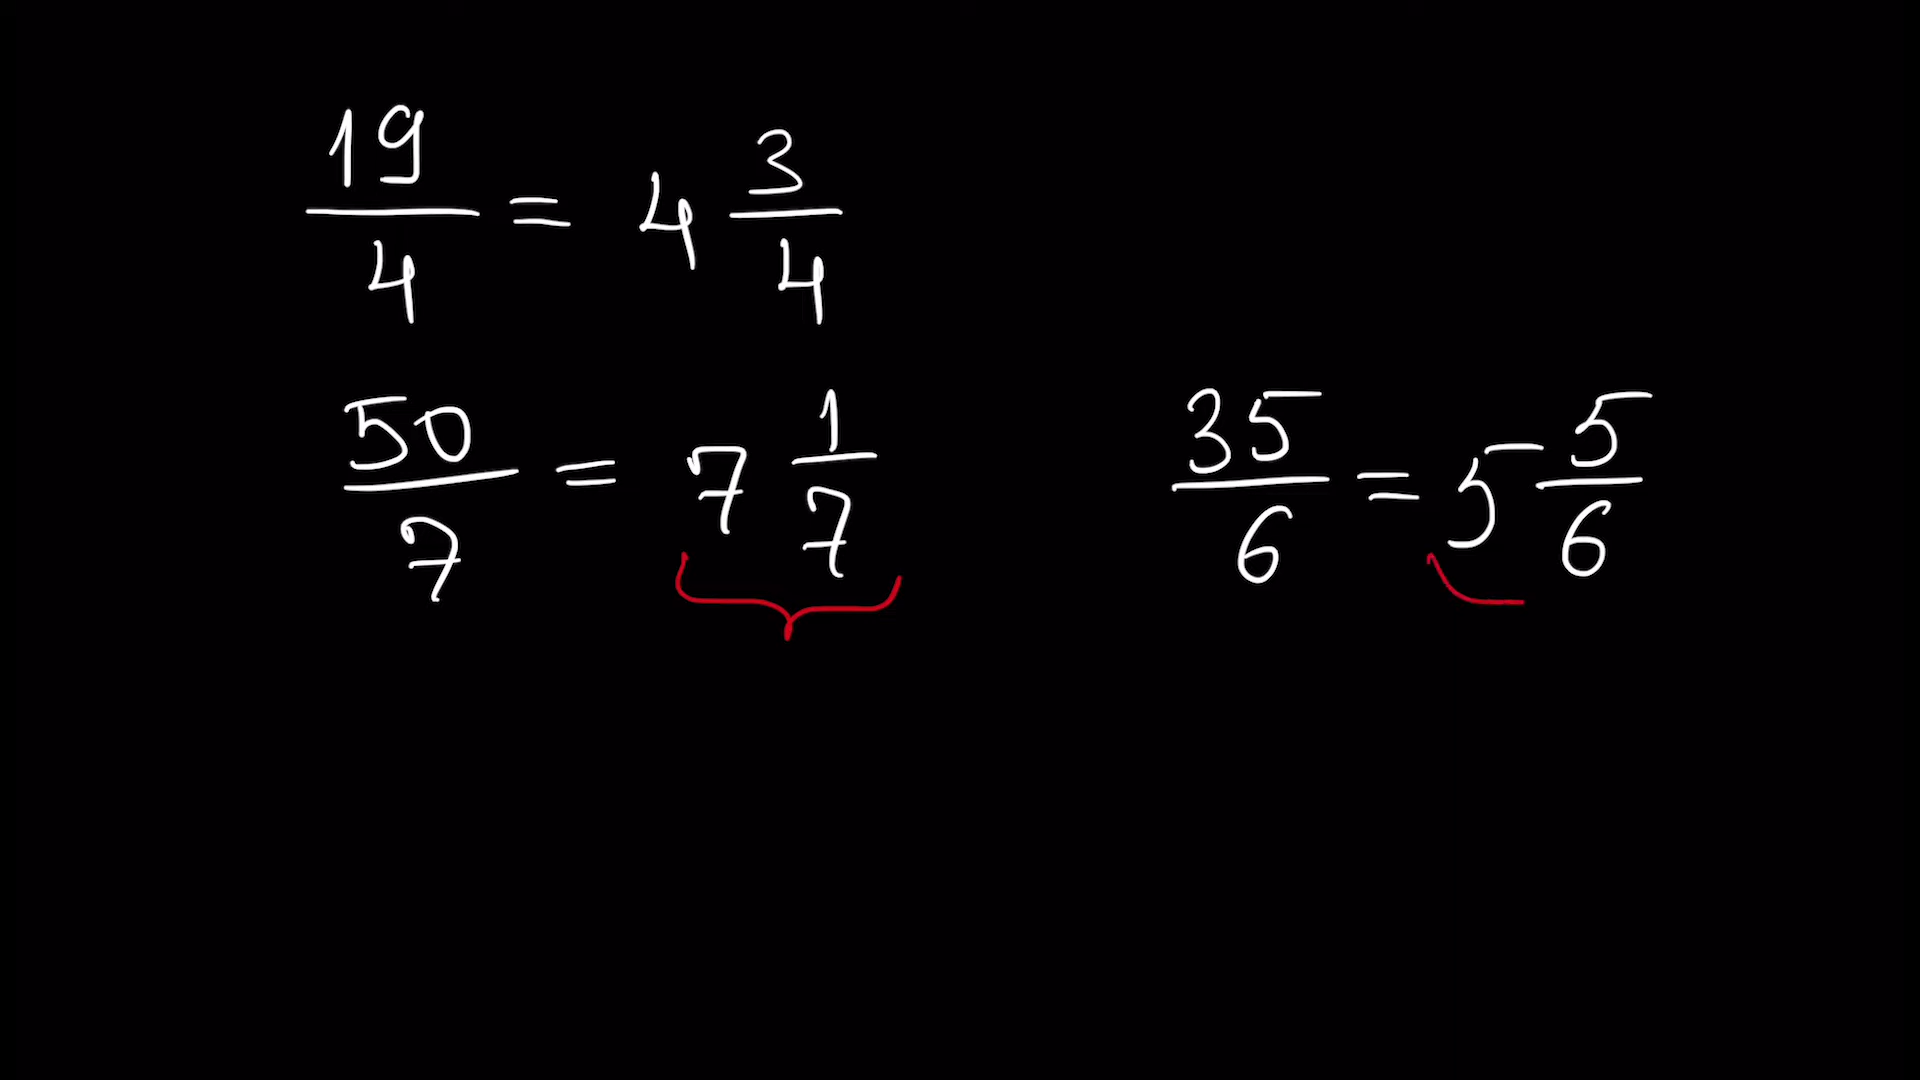 19/4 = 4 3/4
50/7 = 7 1/7
35/6 = 5 5/6